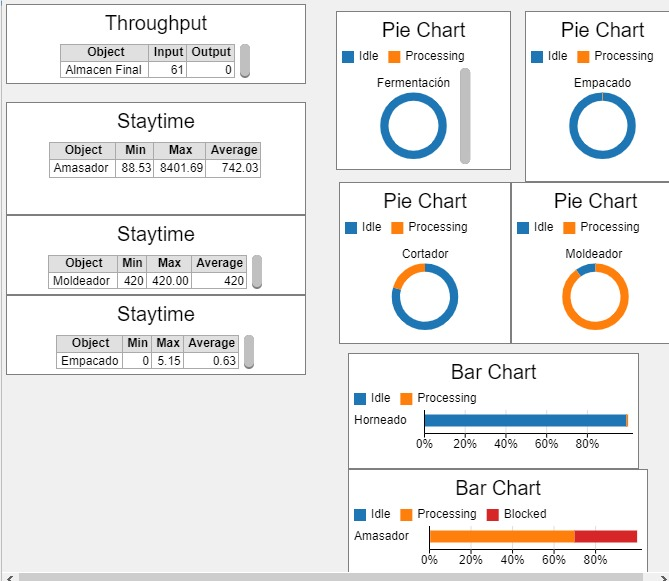 Throughput
Object Input Output
Almacen Final 61 0
Staytime
Object Min Max Average
Amasador 88.53 8401.69 742.03
Staytime
Object Min Max Average
Moldeador 420 420.00 420
Staytime
Object Min Max Average
Empacado 0 5.15 0.63
Pie Chart
Idle Processing
Fermentación
Pie Chart
Idle Processing
Empacado
Pie Chart
Idle Processing
Cortador
Pie Chart
Idle Processing
Moldeador
Bar Chart
Idle Processing
Horneado
0% 20% 40% 60% 80%
Bar Chart
Idle Processing Blocked
Amasador
0% 20% 40% 60% 80%